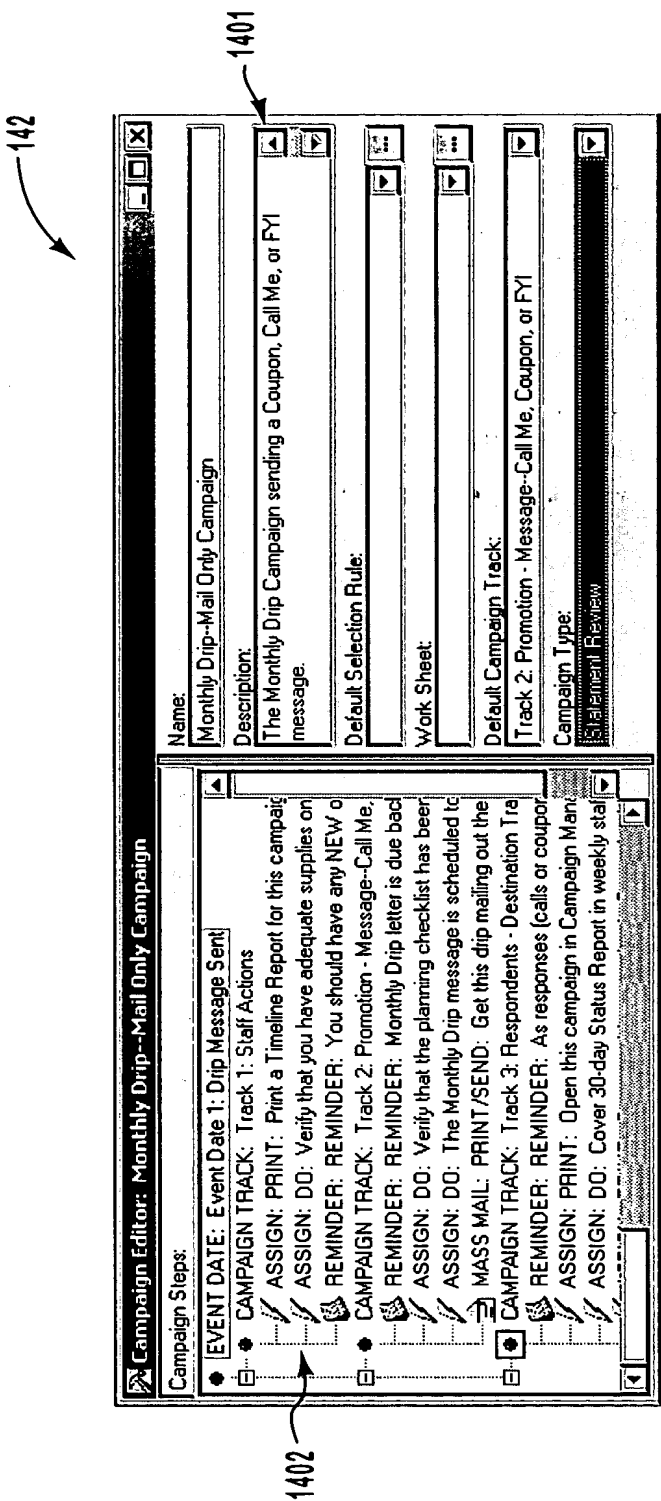 142
Campaign Editor: Monthly Drip--Mail Only Campaign
Campaign Steps:
EVENT DATE: Event Date 1: Drip Message Sent
CAMPAIGN TRACK: Track 1: Staff Actions
ASSIGN: PRINT: Print a Timeline Report for this campaig
ASSIGN: DO: Verify that you have adequate supplies on
REMINDER: REMINDER: You should have any NEW o
CAMPAIGN TRACK: Track 2: Promotion - Message--Call Me,
REMINDER: REMINDER: Monthly Drip letter is due back
ASSIGN: DO: Verify that the planning checklist has been
ASSIGN: DO: The Monthly Drip message is scheduled to
MASS MAIL: PRINT/SEND: Get this drip mailing out the
CAMPAIGN TRACK: Track 3: Respondents - Destination Tra
REMINDER: REMINDER: As responses (calls or coupon
ASSIGN: PRINT: Open this campaign in Campaign Mana
ASSIGN: DO: Cover 30-day Status Report in weekly staf
1402
Name:
Monthly Drip-Mail Only Campaign
Description:
The Monthly Drip Campaign sending a Coupon, Call Me, or FYI
message.
1401
Default Selection Rule:
...
Work Sheet:
...
Default Campaign Track:
Track 2: Promotion - Message--Call Me, Coupon, or FYI
Campaign Type:
Statement Review